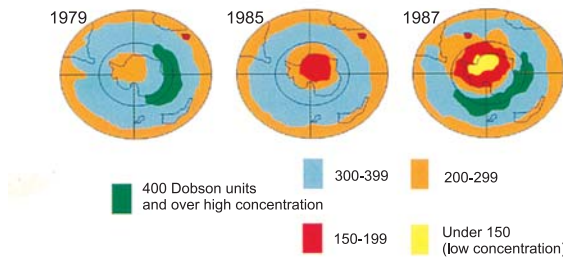 1979
1985
1987
400 Dobson units
and over high concentration
300-399
200-299
150-199
Under 150
(low concentration)